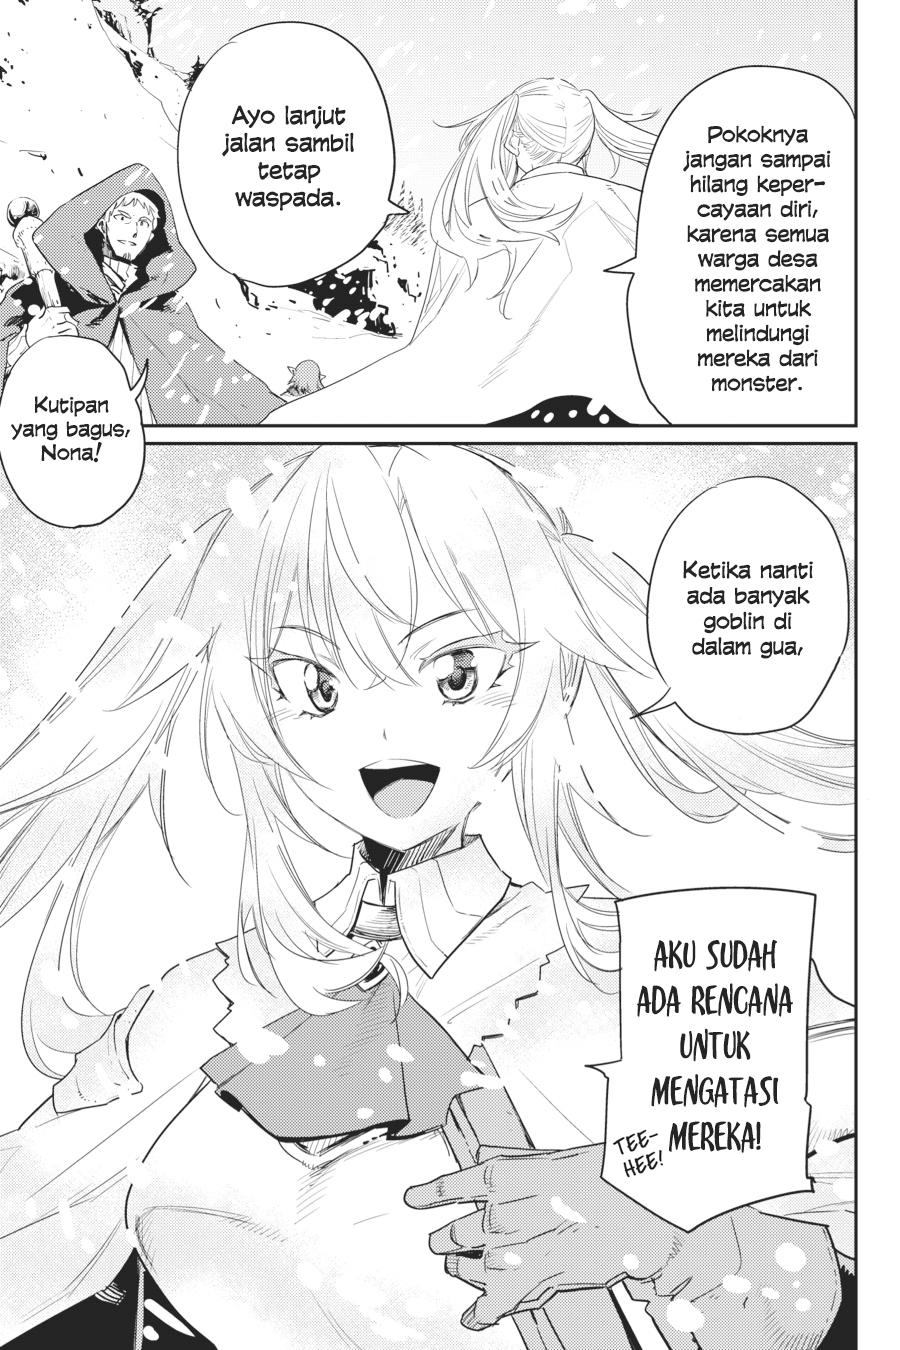 Pokoknya
jangan sampai
hilang keper-
cayaan diri,
karena semua
warga desa
memercakan
kita untuk
melindungi
mereka dari
monster.
Ayo lanjut
jalan sambil
tetap
waspada.
Kutipan
yang bagus,
Nona!
Ketika nanti
ada banyak
goblin di
dalam gua,
AKU SUDAH
ADA RENCANA
UNTUK
MENGATASI
MEREKA!
TEE-
HEE!